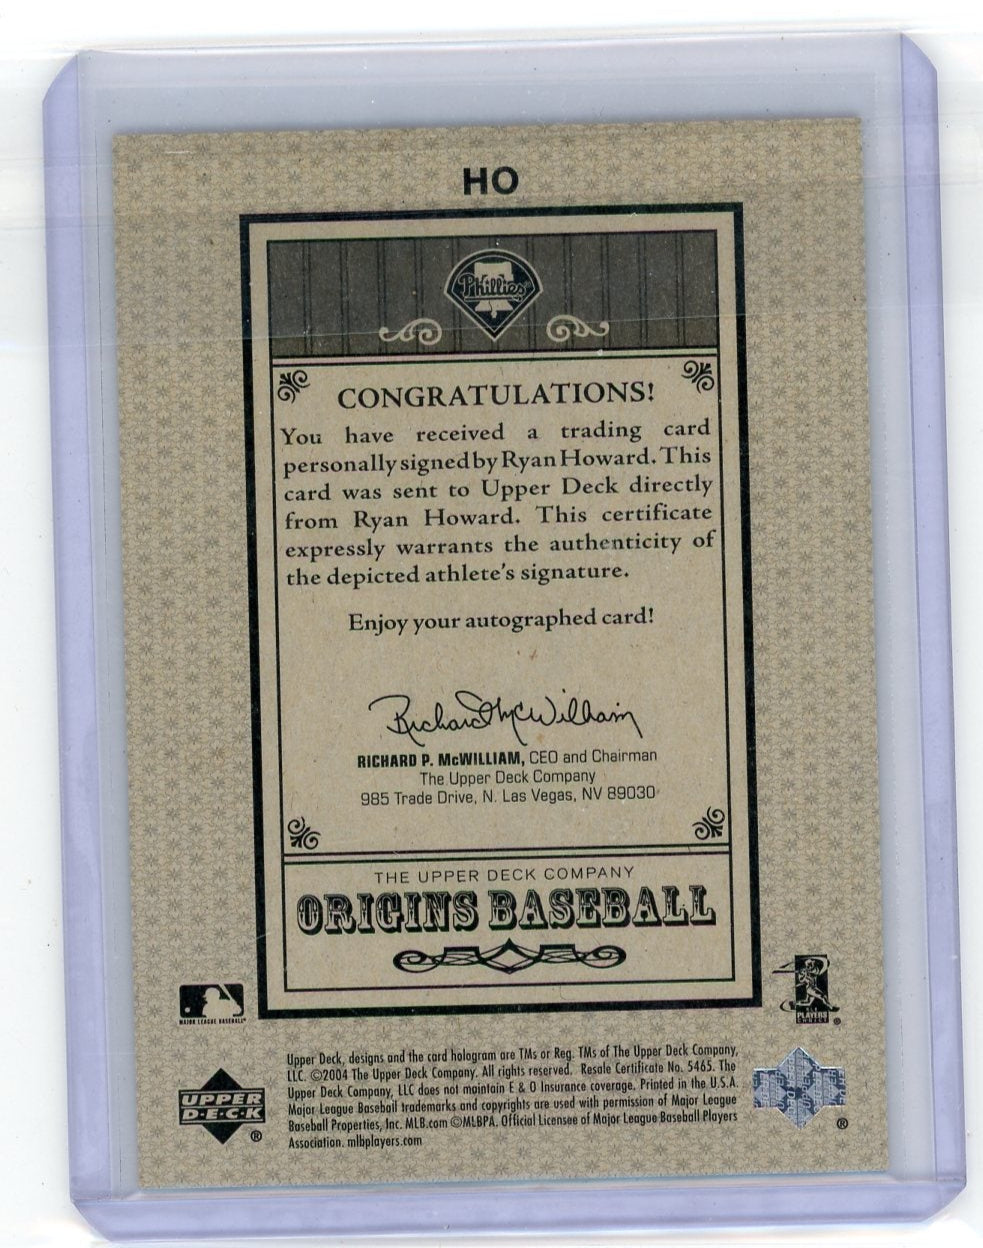 HO
Phillies
CONGRATULATIONS!
You have received a trading card
personally signed by Ryan Howard. This
card was sent to Upper Deck directly
from Ryan Howard. This certificate
expressly warrants the authenticity of
the depicted athlete's signature.
Enjoy your autographed card!
Richard McWilliam
RICHARD P. McWILLIAM, CEO and Chairman
The Upper Deck Company
985 Trade Drive, N. Las Vegas, NV 89030
THE UPPER DECK COMPANY
ORIGINS BASEBALL
MAJOR LEAGUE BASEBALL
PLAYERS
CHOICE
®
Upper Deck, designs and the card hologram are TMs or Reg. TMs of The Upper Deck Company,
LLC. ©2004 The Upper Deck Company. All rights reserved. Resale Certificate No. 5465. The
Upper Deck Company, LLC does not maintain E & O Insurance coverage. Printed in the U.S.A.
Major League Baseball trademarks and copyrights are used with permission of Major League
Baseball Properties, Inc. MLB.com ©MLBPA. Official Licensee of Major League Baseball Players
Association. mlbplayers.com
UPPER
D·E·C·K
®
®